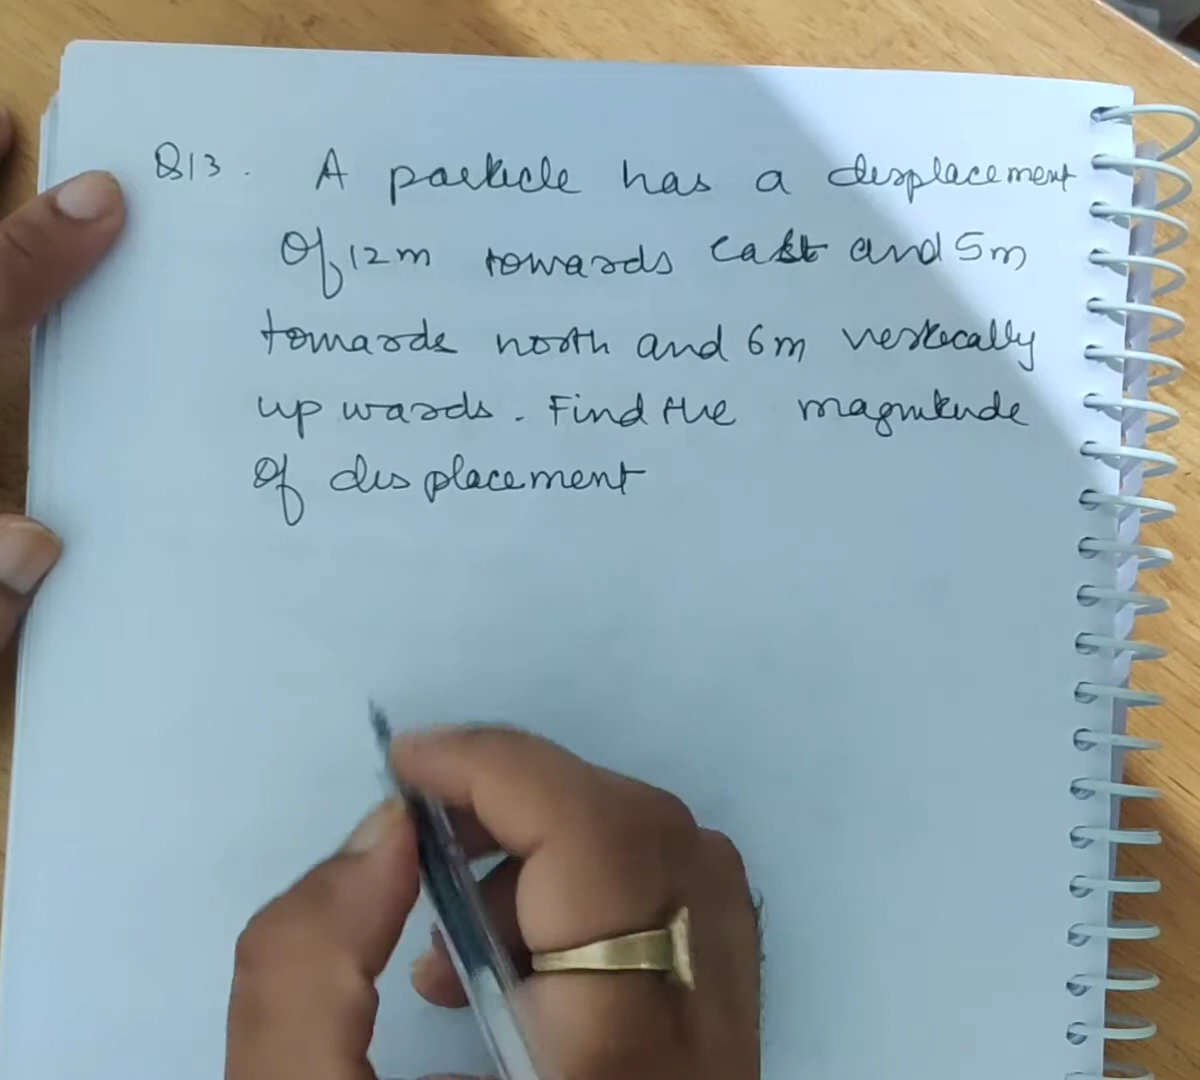 Q13. A particle has a displacement
Of 12m towards east and 5m
towards north and 6m vertically
upwards. Find the magnitude
Of displacement